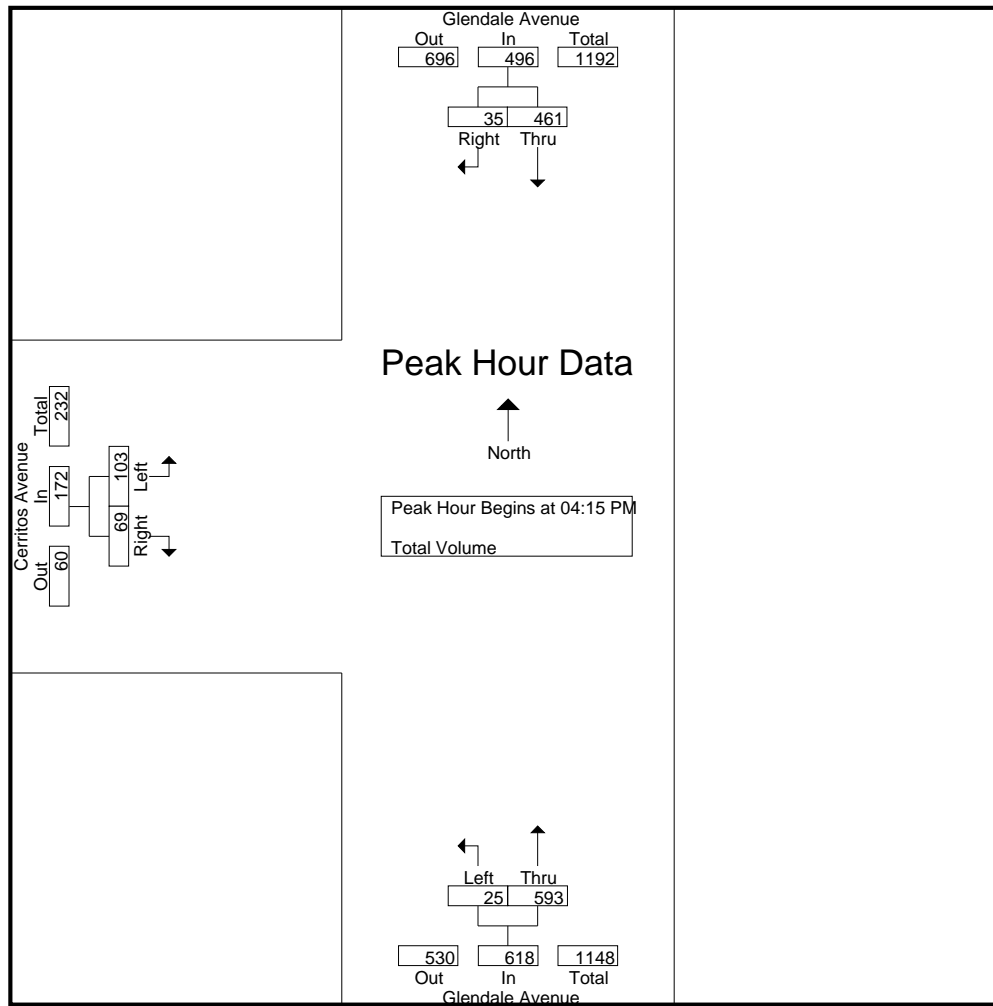 Glendale Avenue
Out In Total
696 496 1192
35 461
Right Thru
Peak Hour Data
North
Peak Hour Begins at 04:15 PM
Total Volume
Cerritos Avenue
Out In Total
60 172 232
69 103
Right Left
Left Thru
25 593
530 618 1148
Out In Total
Glendale Avenue